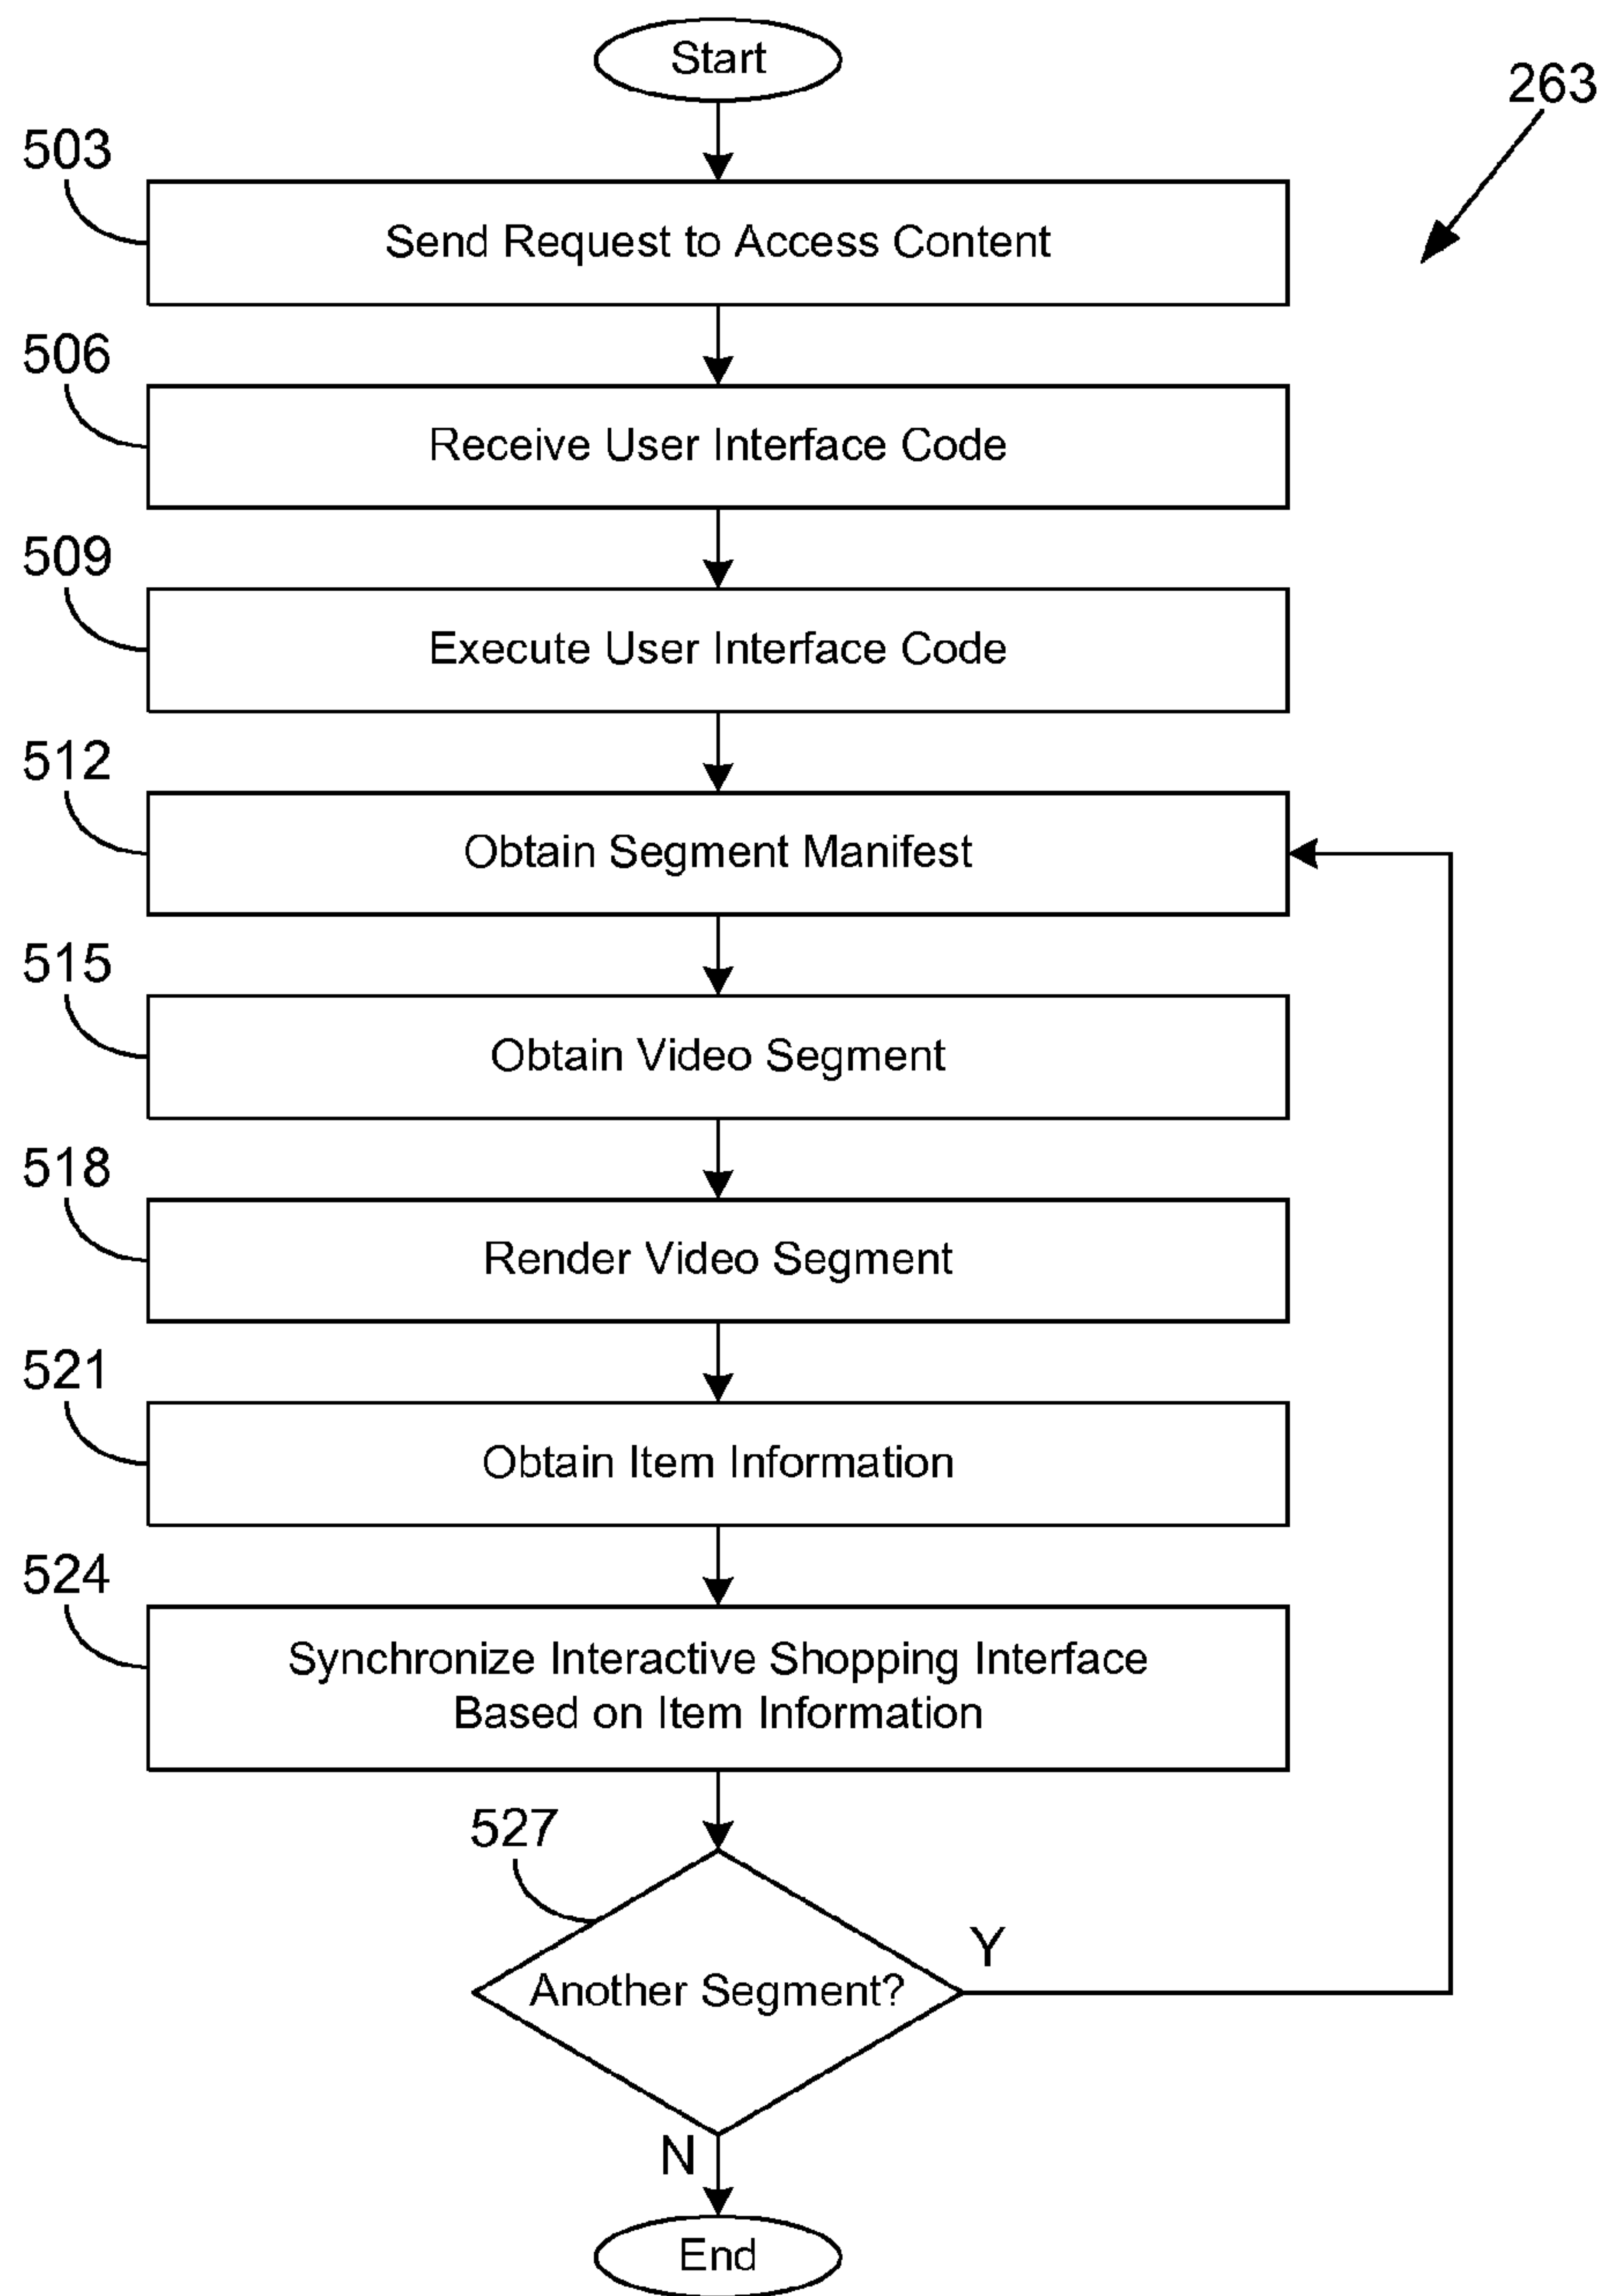 Start
263
503
Send Request to Access Content
506
Receive User Interface Code
509
Execute User Interface Code
512
Obtain Segment Manifest
515
Obtain Video Segment
518
Render Video Segment
521
Obtain Item Information
524
Synchronize Interactive Shopping Interface
Based on Item Information
527
Another Segment?
Y
N
End